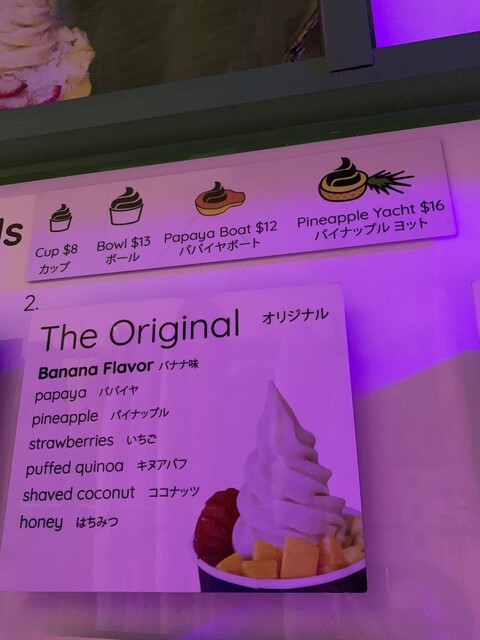 Cup $8
カップ
Bowl $13
ボール
Papaya Boat $12
パパイヤボート
Pineapple Yacht $16
パイナップル ヨット
2.
The Original オリジナル
Banana Flavor バナナ味
papaya パパイヤ
pineapple パイナップル
strawberries いちご
puffed quinoa キヌアパフ
shaved coconut ココナッツ
honey はちみつ